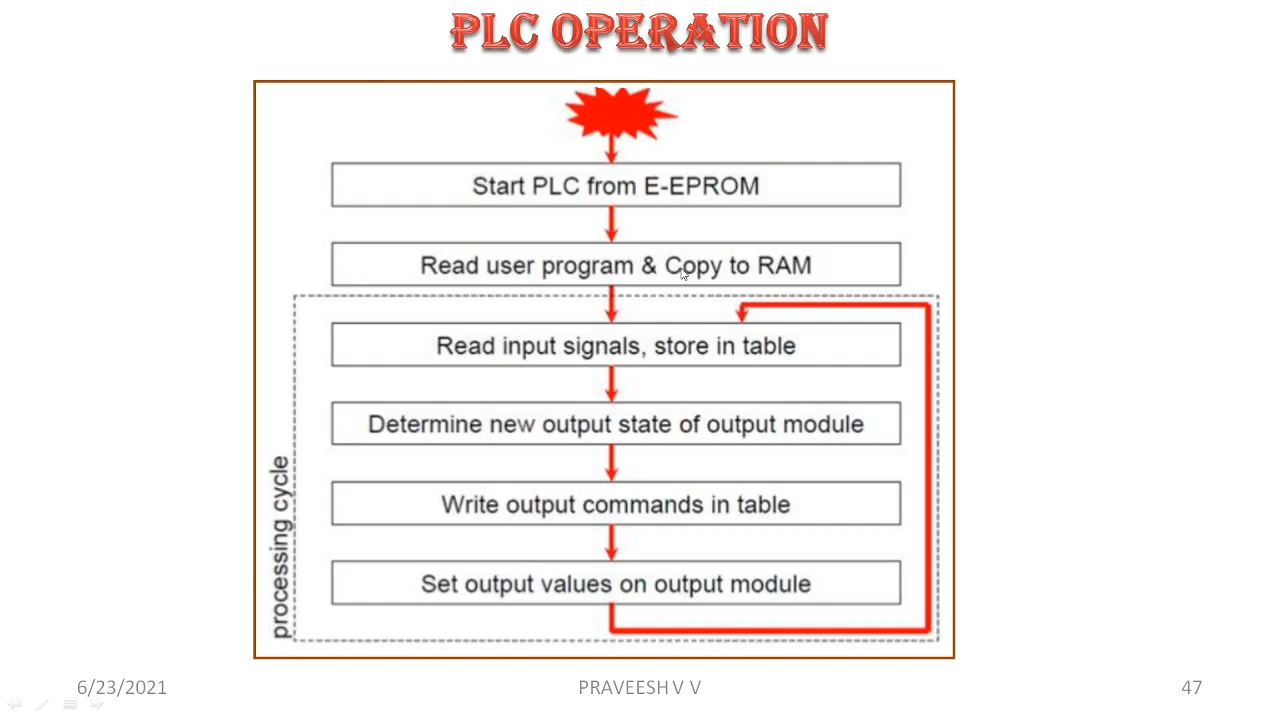 PLC OPERATION
Start PLC from E-EPROM
Read user program & Copy to RAM
Read input signals, store in table
Determine new output state of output module
Write output commands in table
Set output values on output module
processing cycle
6/23/2021
PRAVEESH V V
47